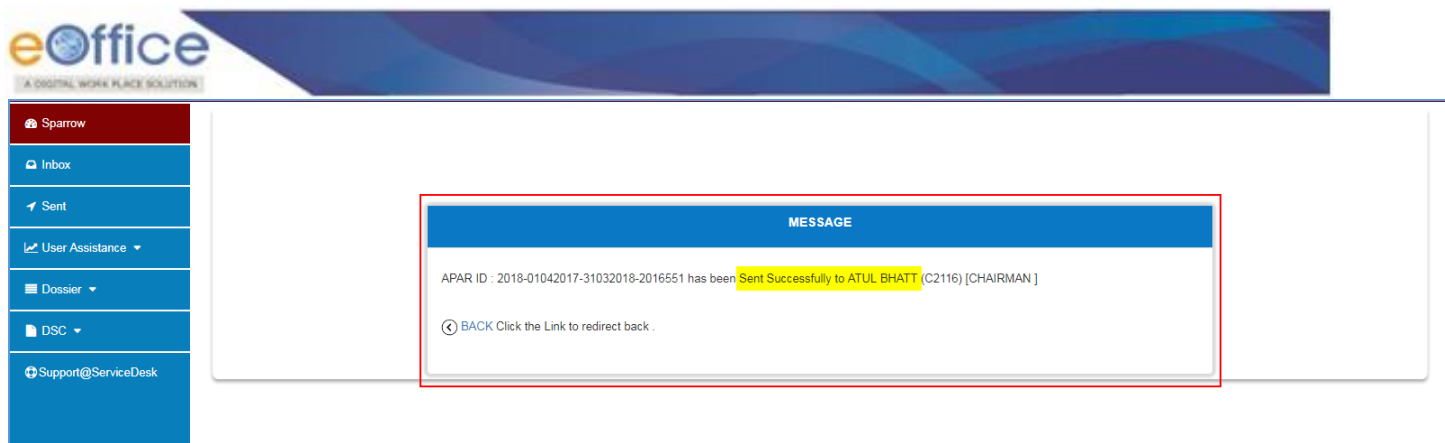 eOffice
A DIGITAL WORK PLACE SOLUTION
Sparrow
Inbox
Sent
User Assistance
Dossier
DSC
Support@ServiceDesk
MESSAGE
APAR ID : 2018-01042017-31032018-2016551 has been Sent Successfully to ATUL BHATT (C2116) [CHAIRMAN ]
BACK Click the Link to redirect back .